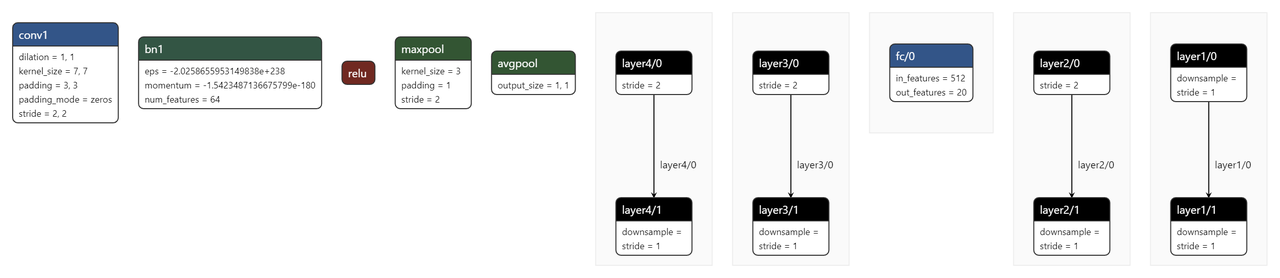 conv1
dilation = 1, 1
kernel_size = 7, 7
padding = 3, 3
padding_mode = zeros
stride = 2, 2
bn1
eps = -2.0258655953149838e+238
momentum = -1.5423487136675799e-180
num_features = 64
relu
maxpool
kernel_size = 3
padding = 1
stride = 2
avgpool
output_size = 1, 1
layer4/0
stride = 2
layer4/0
layer4/1
downsample =
stride = 1
layer3/0
stride = 2
layer3/0
layer3/1
downsample =
stride = 1
fc/0
in_features = 512
out_features = 20
layer2/0
stride = 2
layer2/0
layer2/1
downsample =
stride = 1
layer1/0
downsample =
stride = 1
layer1/0
layer1/1
downsample =
stride = 1